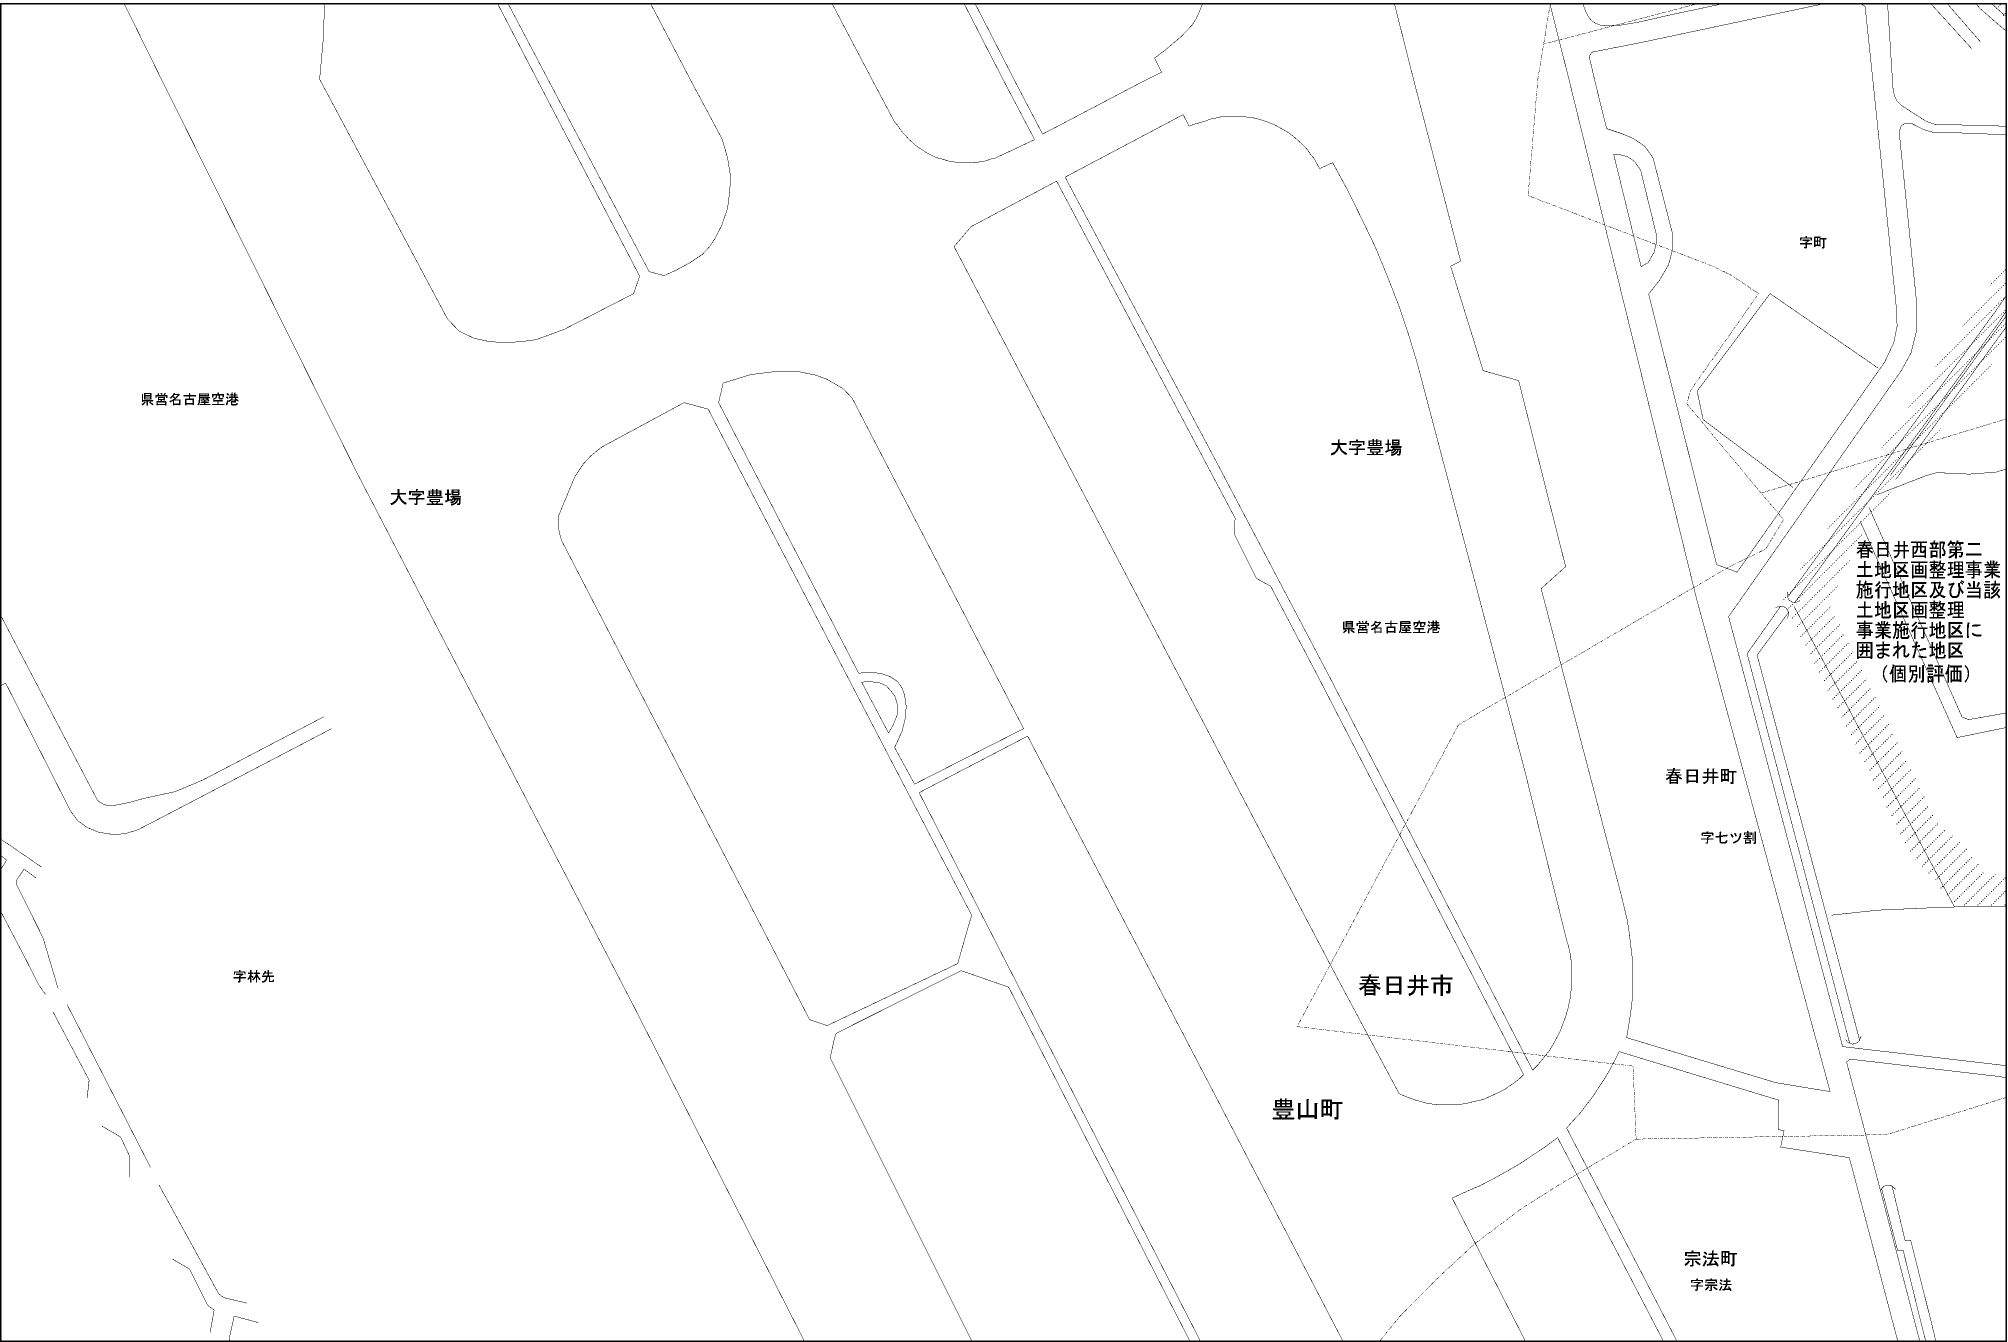 字町
県営名古屋空港
大字豊場
大字豊場
春日井西部第二
土地区画整理事業
施行地区及び当該
土地区画整理
事業施行地区に
囲まれた地区
（個別評価）
県営名古屋空港
春日井町
字七ツ割
字林先
春日井市
豊山町
宗法町
字宗法